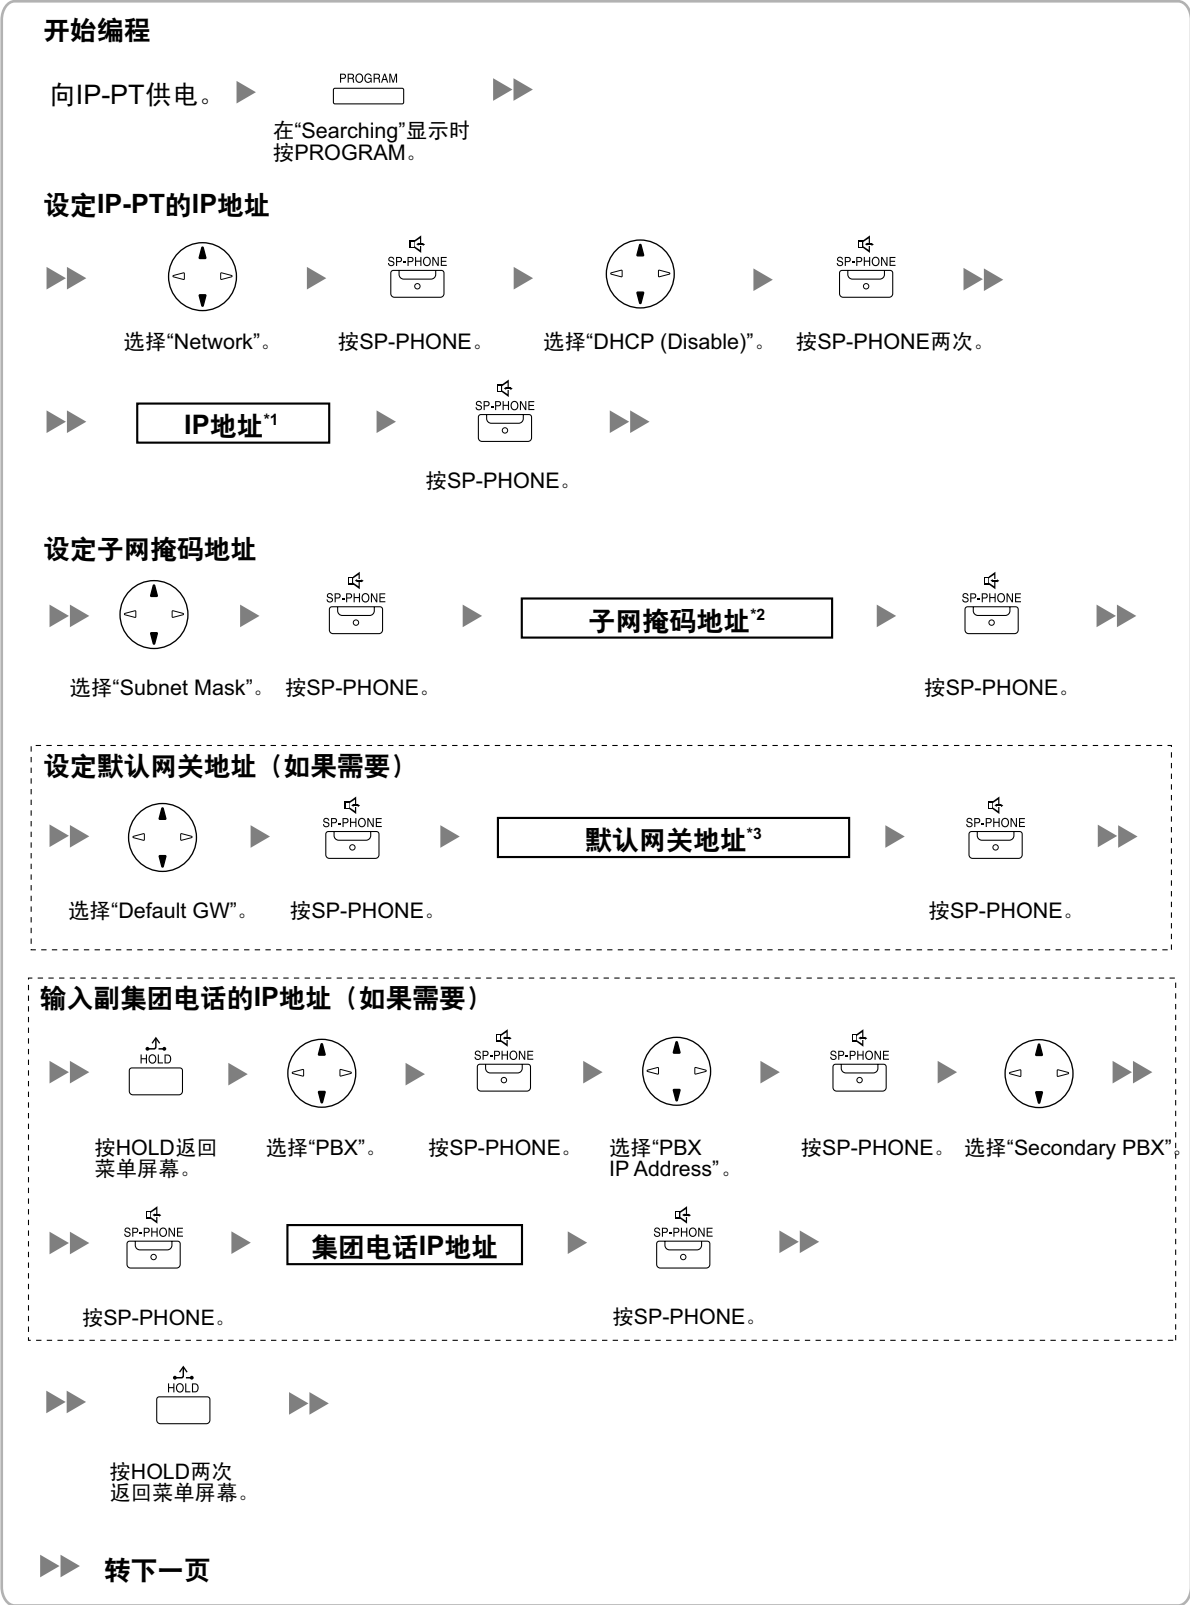 开始编程
向IP-PT供电。
PROGRAM
在“Searching”显示时
按PROGRAM。
设定IP-PT的IP地址
SP-PHONE
SP-PHONE
选择“Network”。 按SP-PHONE。 选择“DHCP (Disable)”。 按SP-PHONE两次。
SP-PHONE
IP地址*1
按SP-PHONE。
设定子网掩码地址
SP-PHONE
SP-PHONE
子网掩码地址*2
选择“Subnet Mask”。 按SP-PHONE。 按SP-PHONE。
设定默认网关地址（如果需要）
SP-PHONE
SP-PHONE
默认网关地址*3
选择“Default GW”。 按SP-PHONE。 按SP-PHONE。
输入副集团电话的IP地址（如果需要）
HOLD
SP-PHONE
SP-PHONE
按HOLD返回
菜单屏幕。
选择“PBX”。
按SP-PHONE。
选择“PBX
IP Address”。
按SP-PHONE。
选择“Secondary PBX”。
SP-PHONE
集团电话IP地址
SP-PHONE
按SP-PHONE。 按SP-PHONE。
HOLD
按HOLD两次
返回菜单屏幕。
转下一页